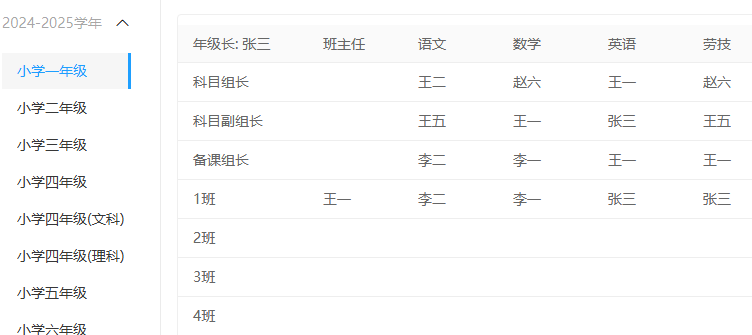 2024-2025学年
小学一年级
小学二年级
小学三年级
小学四年级
小学四年级(文科)
小学四年级(理科)
小学五年级
小学六年级
年级长: 张三 班主任 语文 数学 英语 劳技
科目组长 王二 赵六 王一 赵六
科目副组长 王五 王一 张三 王五
备课组长 李二 李一 王一 王一
1班 王一 李二 李一 张三 张三
2班
3班
4班